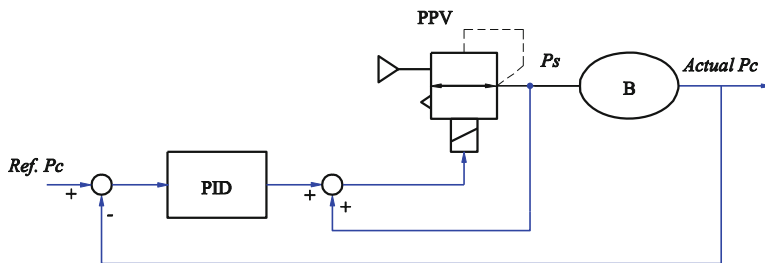 PPV
Ps
Actual Pc
B
Ref. Pc
PID
+
-
+
+